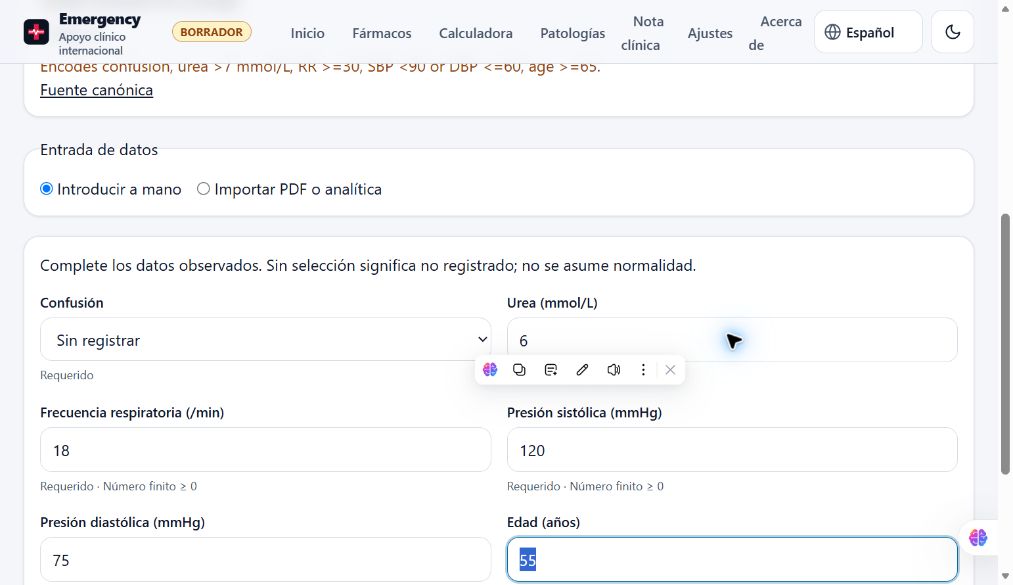 Emergency
Apoyo clínico
internacional
BORRADOR
Inicio
Fármacos
Calculadora
Patologías
Nota
clínica
Ajustes
Acerca
de
Español
Encodes confusion, urea >7 mmol/L, RR >=30, SBP <90 or DBP <=60, age >=65.
Fuente canónica
Entrada de datos
Introducir a mano
Importar PDF o analítica
Complete los datos observados. Sin selección significa no registrado; no se asume normalidad.
Confusión
Urea (mmol/L)
Sin registrar
6
Requerido
Frecuencia respiratoria (/min)
Presión sistólica (mmHg)
18
120
Requerido · Número finito ≥ 0
Requerido · Número finito ≥ 0
Presión diastólica (mmHg)
Edad (años)
75
55